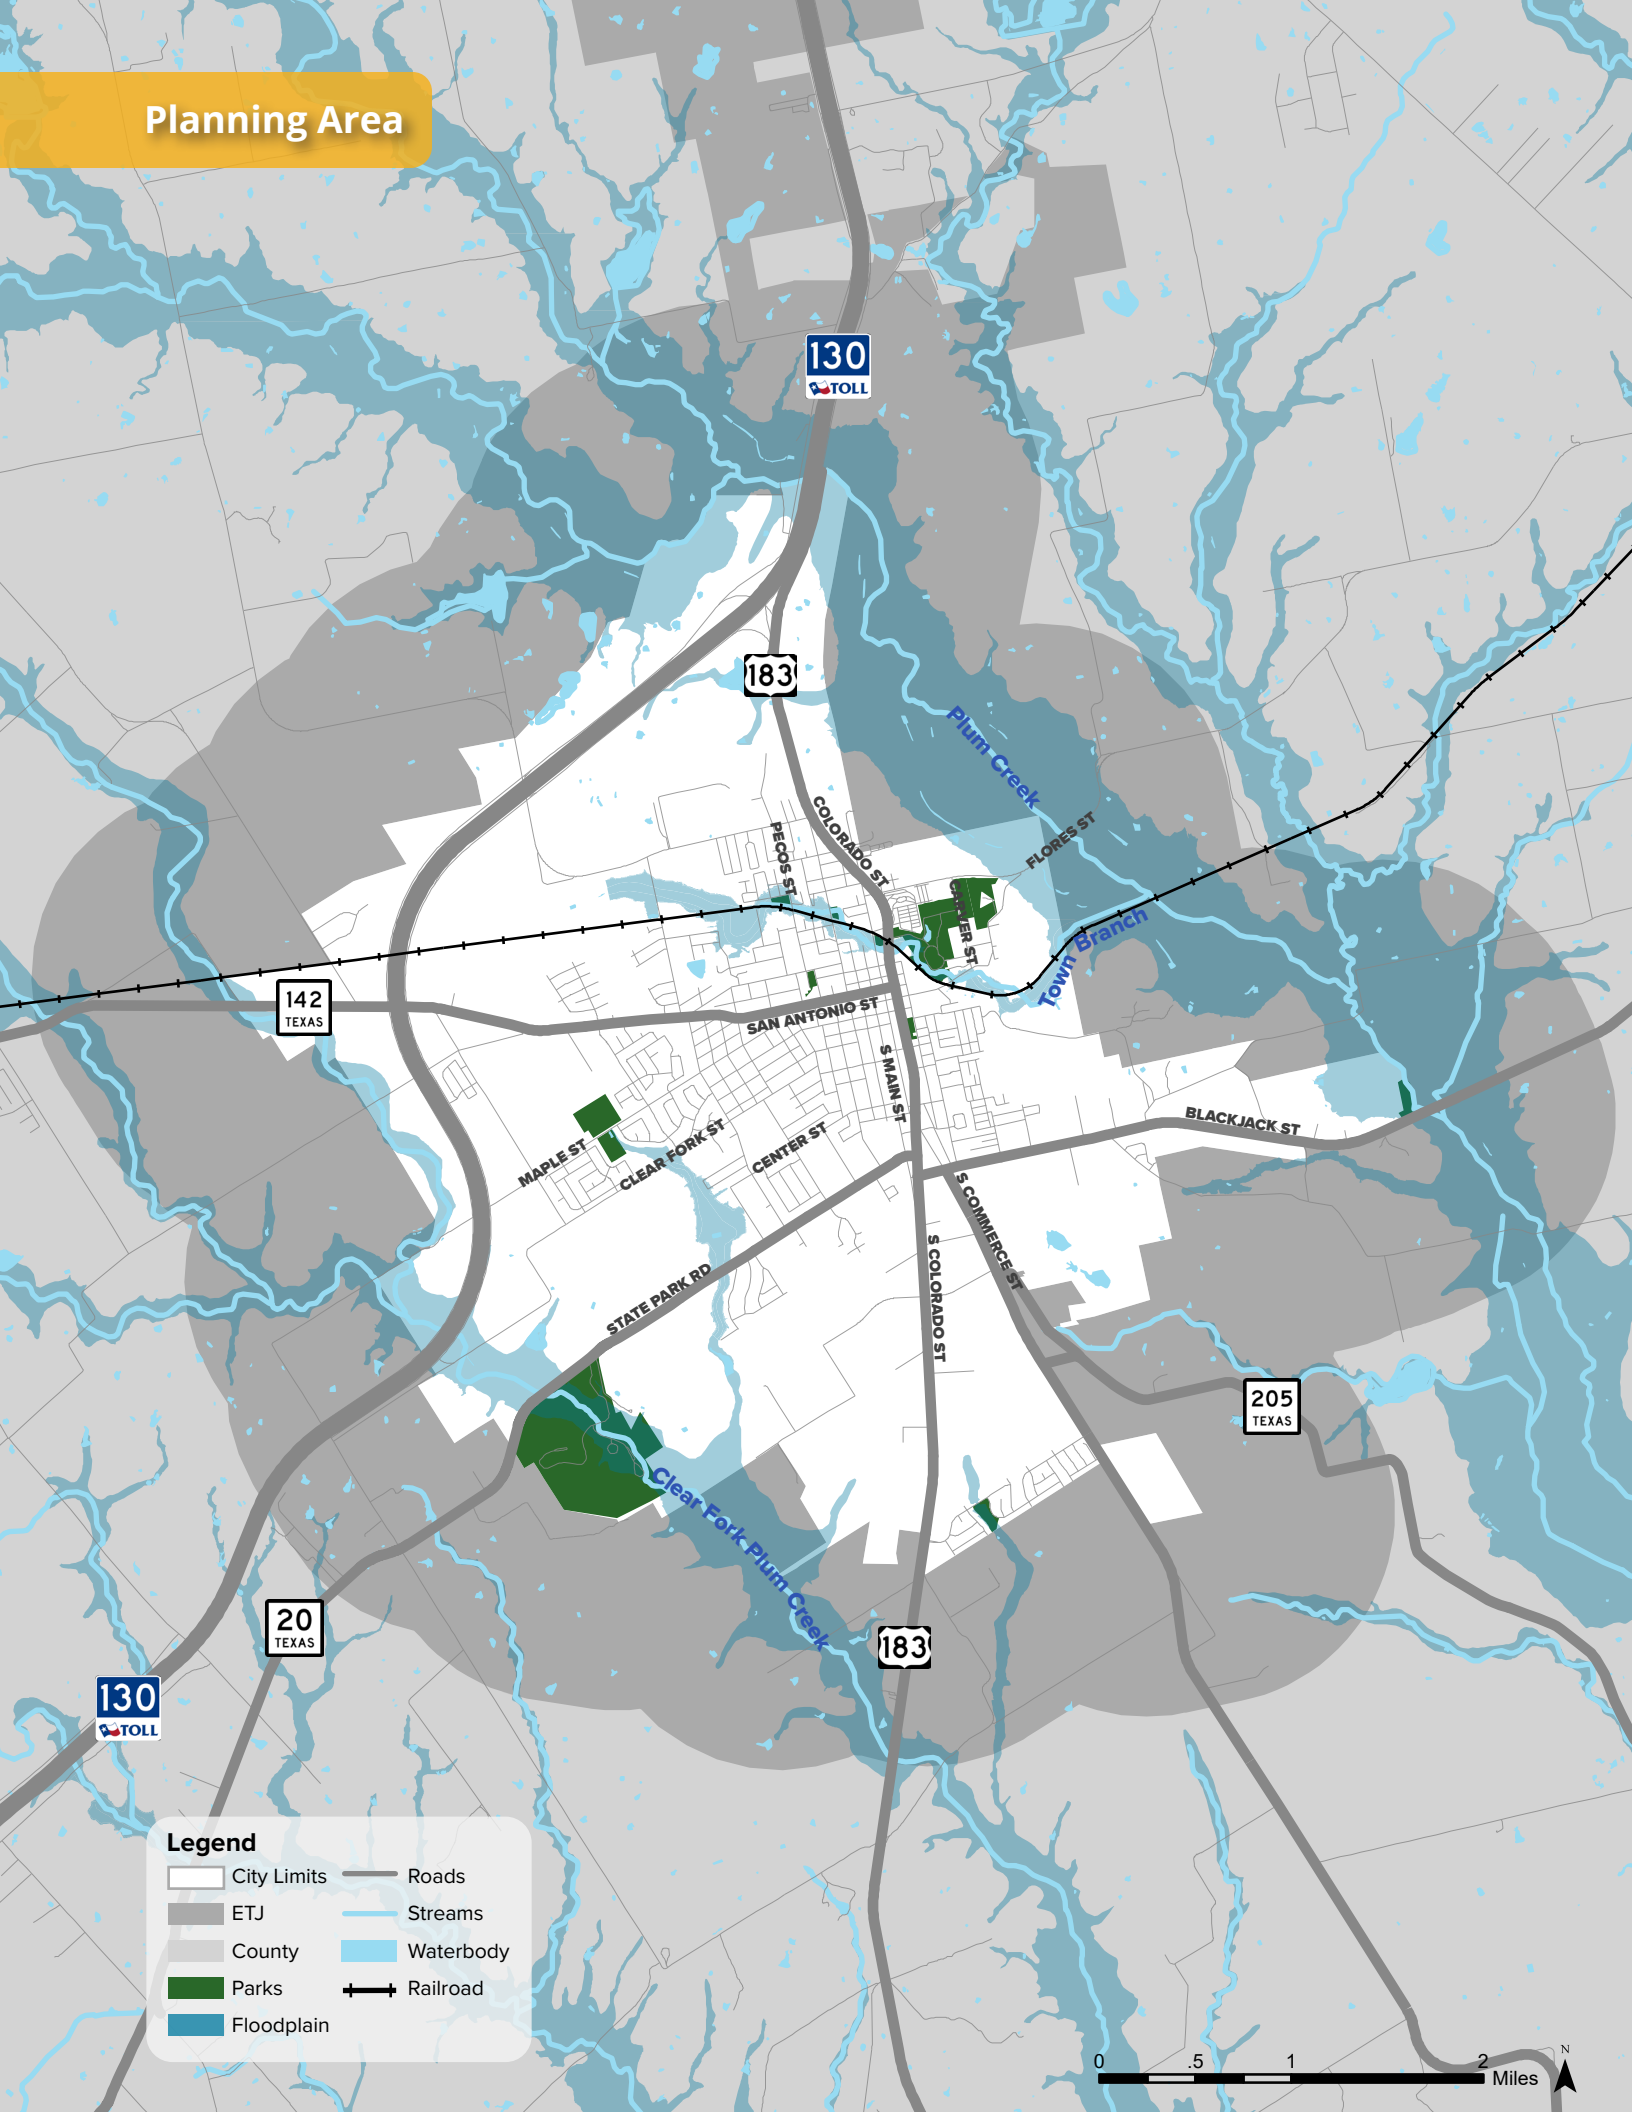 Planning Area
130
TOLL
183
Plum Creek
COLORADO ST
PECOS ST
FLORES ST
CARVER ST
Town Branch
142
TEXAS
SAN ANTONIO ST
S MAIN ST
BLACKJACK ST
MAPLE ST
CLEAR FORK ST
CENTER ST
S COMMERCE ST
STATE PARK RD
S COLORADO ST
205
TEXAS
Clear Fork Plum Creek
20
TEXAS
183
130
TOLL
Legend
City Limits
Roads
ETJ
Streams
County
Waterbody
Parks
Railroad
Floodplain
0 .5 1 2
Miles
N